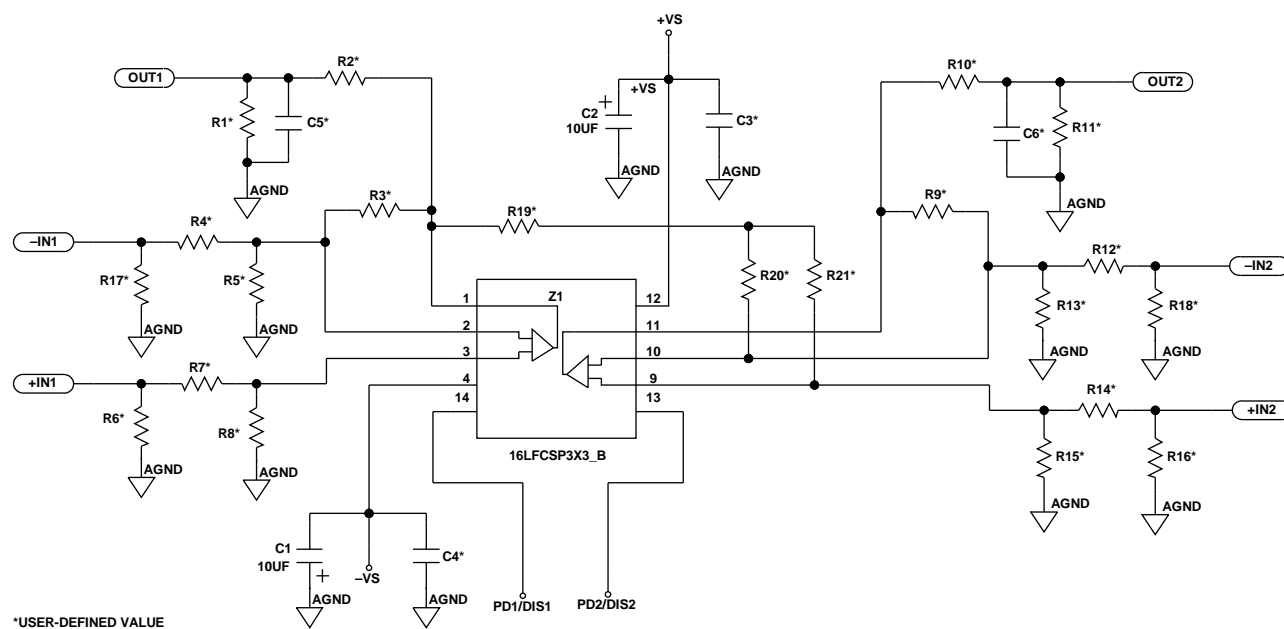 +VS
OUT1
R2*
R10*
OUT2
R1*
C5*
C2
10UF
+
+VS
C3*
C6*
R11*
AGND
AGND
AGND
AGND
R3*
R9*
R4*
R19*
R12*
–IN1
–IN2
R17*
R5*
R20*
R21*
R13*
R18*
AGND
AGND
AGND
AGND
1
Z1
12
2
11
3
10
4
9
14
13
+IN1
R7*
R14*
+IN2
R6*
R8*
R15*
R16*
AGND
AGND
AGND
AGND
16LFCSP3X3_B
C1
10UF
+
–VS
C4*
AGND
AGND
PD1/DIS1
PD2/DIS2
*USER-DEFINED VALUE